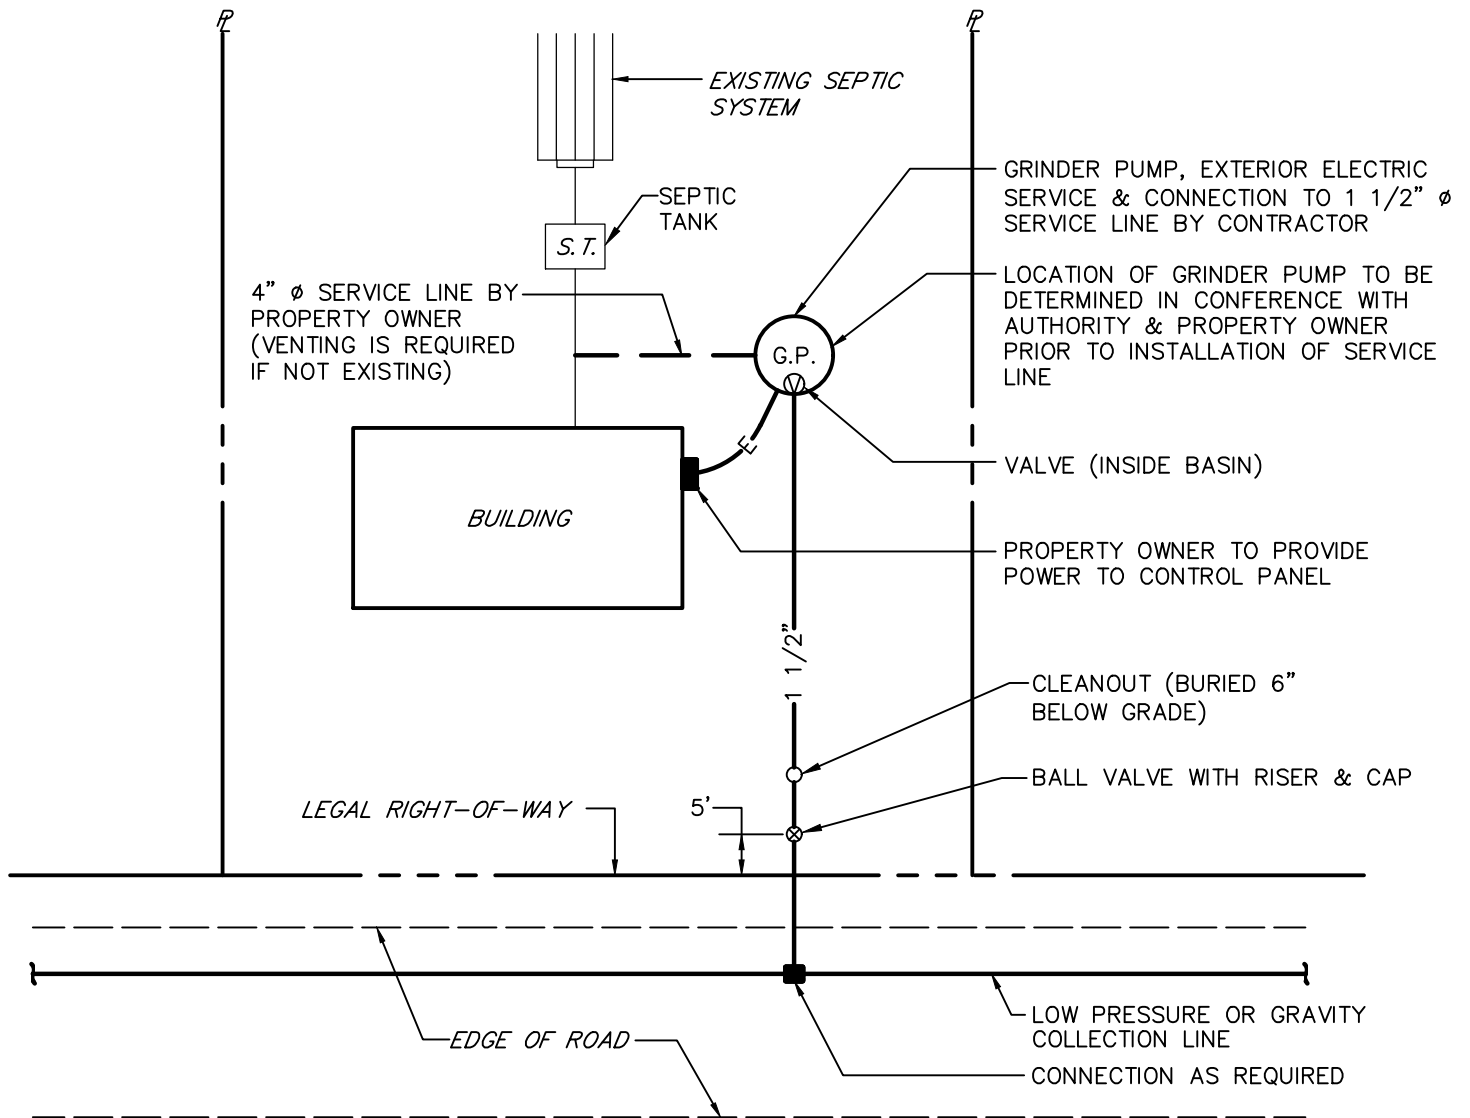 PL
PL
EXISTING SEPTIC
SYSTEM
GRINDER PUMP, EXTERIOR ELECTRIC
SERVICE & CONNECTION TO 1 1/2" ø
SERVICE LINE BY CONTRACTOR
SEPTIC
TANK
S.T.
LOCATION OF GRINDER PUMP TO BE
DETERMINED IN CONFERENCE WITH
AUTHORITY & PROPERTY OWNER
PRIOR TO INSTALLATION OF SERVICE
LINE
4" ø SERVICE LINE BY
PROPERTY OWNER
(VENTING IS REQUIRED
IF NOT EXISTING)
G.P.
V
E
VALVE (INSIDE BASIN)
BUILDING
PROPERTY OWNER TO PROVIDE
POWER TO CONTROL PANEL
1 1/2"
CLEANOUT (BURIED 6"
BELOW GRADE)
BALL VALVE WITH RISER & CAP
LEGAL RIGHT-OF-WAY
5'
LOW PRESSURE OR GRAVITY
COLLECTION LINE
EDGE OF ROAD
CONNECTION AS REQUIRED